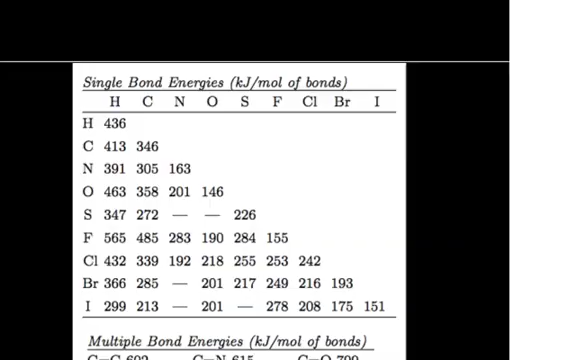 Single Bond Energies (kJ/mol of bonds)
H C N O S F Cl Br I
H 436
C 413 346
N 391 305 163
O 463 358 201 146
S 347 272 — — 226
F 565 485 283 190 284 155
Cl 432 339 192 218 255 253 242
Br 366 285 — 201 217 249 216 193
I 299 213 — 201 — 278 208 175 151
Multiple Bond Energies (kJ/mol of bonds)
C=C 602 C=N 615 C=O 799